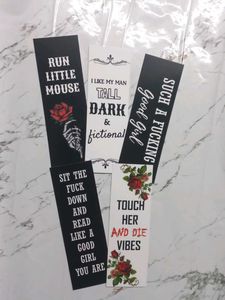 RUN
LITTLE
MOUSE
I LIKE MY MAN
TALL
DARK
&
fictional
SUCH A FUCKING
Good Girl
SIT THE
FUCK
DOWN
AND
READ
LIKE A
GOOD
GIRL
YOU ARE
TOUCH
HER
AND DIE
VIBES